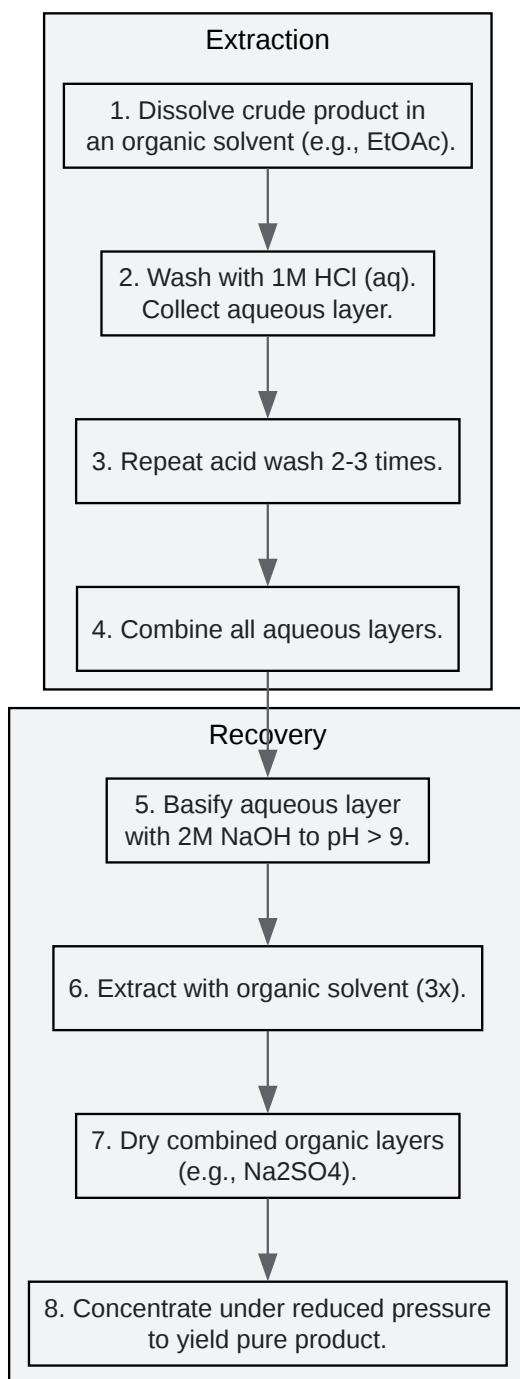 Extraction
1. Dissolve crude product in
an organic solvent (e.g., EtOAc).
2. Wash with 1M HCl (aq).
Collect aqueous layer.
3. Repeat acid wash 2-3 times.
4. Combine all aqueous layers.
Recovery
5. Basify aqueous layer
with 2M NaOH to pH > 9.
6. Extract with organic solvent (3x).
7. Dry combined organic layers
(e.g., Na2SO4).
8. Concentrate under reduced pressure
to yield pure product.